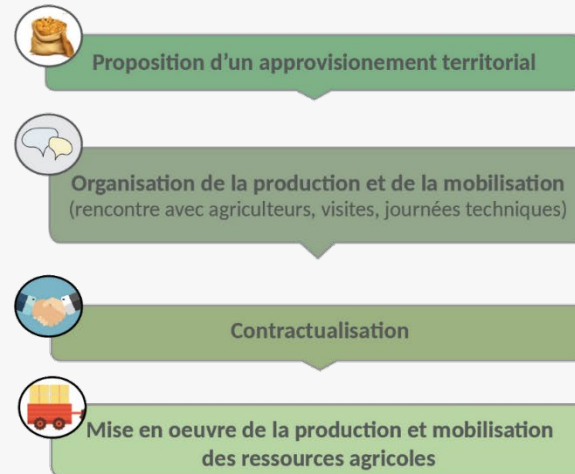 Proposition d'un approvisionement territorial
Organisation de la production et de la mobilisation
(rencontre avec agriculteurs, visites, journées techniques)
Contractualisation
Mise en oeuvre de la production et mobilisation
des ressources agricoles